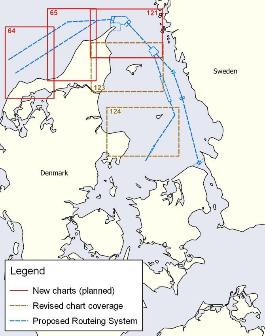 65
121
64
Sweden
123
124
Denmark
Legend
New charts (planned)
Revised chart coverage
Proposed Routeing System